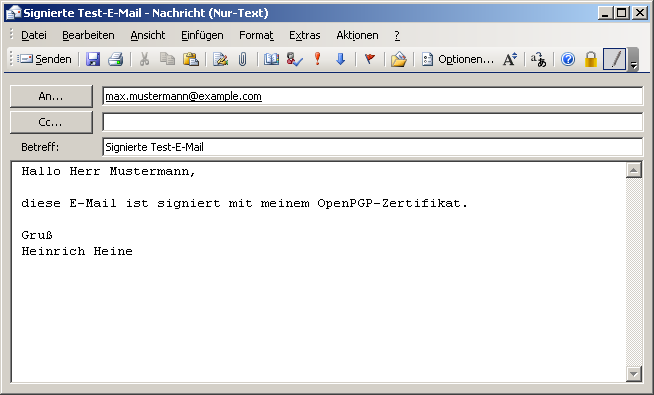 Signierte Test-E-Mail - Nachricht (Nur-Text)
Datei Bearbeiten Ansicht Einfügen Format Extras Aktionen ?
Senden Optionen...
An... max.mustermann@example.com
Cc...
Betreff: Signierte Test-E-Mail
Hallo Herr Mustermann,
diese E-Mail ist signiert mit meinem OpenPGP-Zertifikat.
Gruß
Heinrich Heine